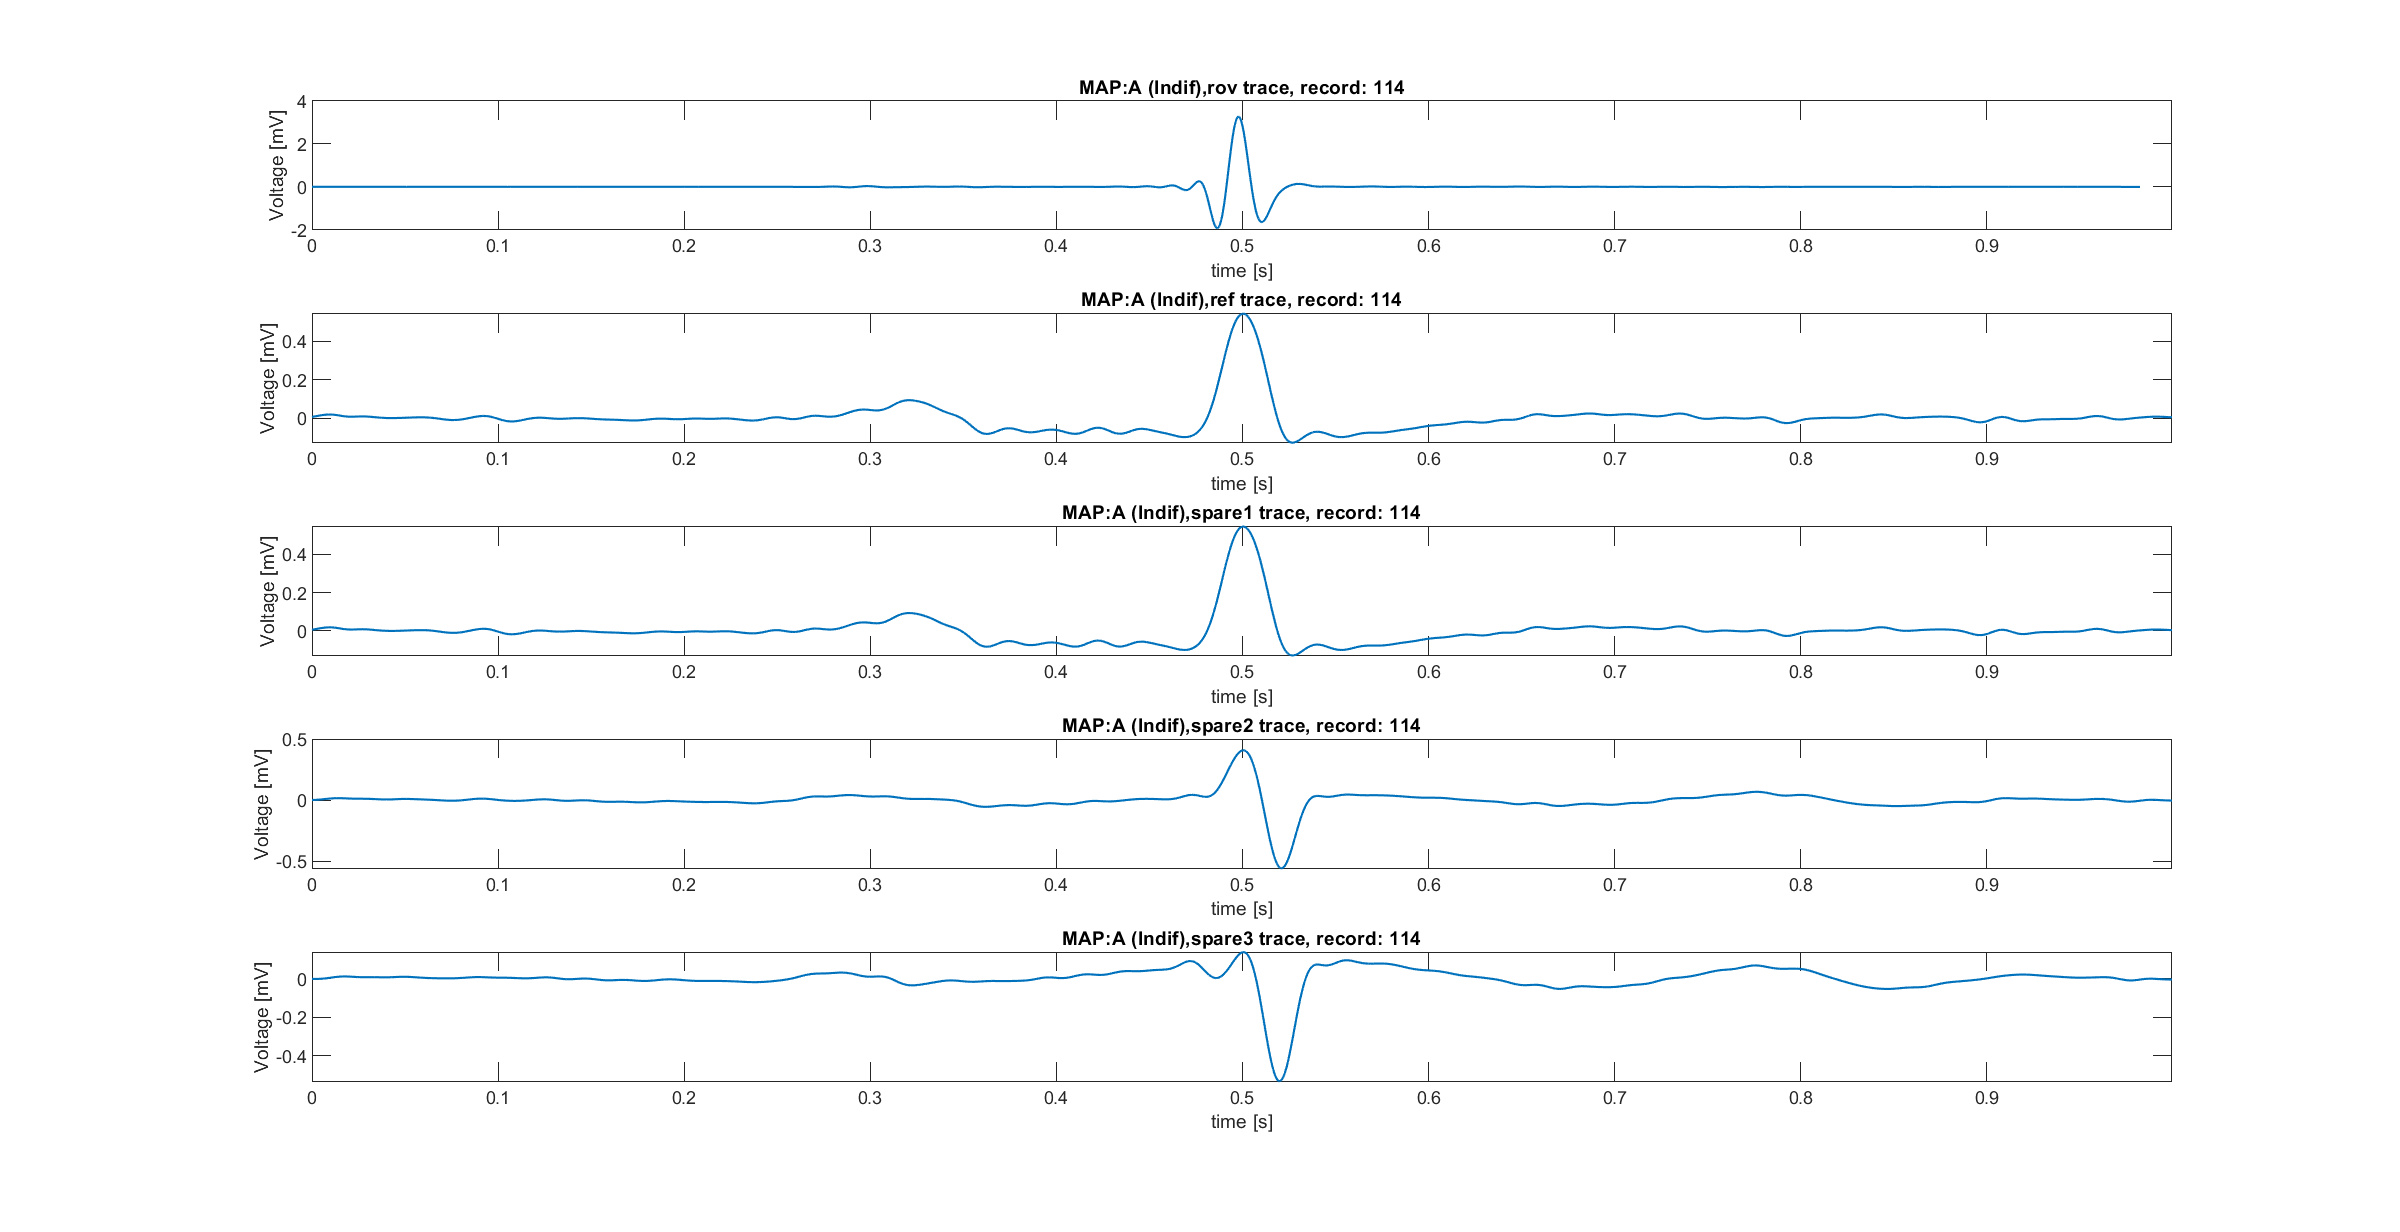 MAP:A (Indif),rov trace, record: 114
Voltage [mV]
4
2
0
-2
0 0.1 0.2 0.3 0.4 0.5 0.6 0.7 0.8 0.9
time [s]
MAP:A (Indif),ref trace, record: 114
Voltage [mV]
0.4
0.2
0
0 0.1 0.2 0.3 0.4 0.5 0.6 0.7 0.8 0.9
time [s]
MAP:A (Indif),spare1 trace, record: 114
Voltage [mV]
0.4
0.2
0
0 0.1 0.2 0.3 0.4 0.5 0.6 0.7 0.8 0.9
time [s]
MAP:A (Indif),spare2 trace, record: 114
Voltage [mV]
0.5
0
-0.5
0 0.1 0.2 0.3 0.4 0.5 0.6 0.7 0.8 0.9
time [s]
MAP:A (Indif),spare3 trace, record: 114
Voltage [mV]
0
-0.2
-0.4
0 0.1 0.2 0.3 0.4 0.5 0.6 0.7 0.8 0.9
time [s]